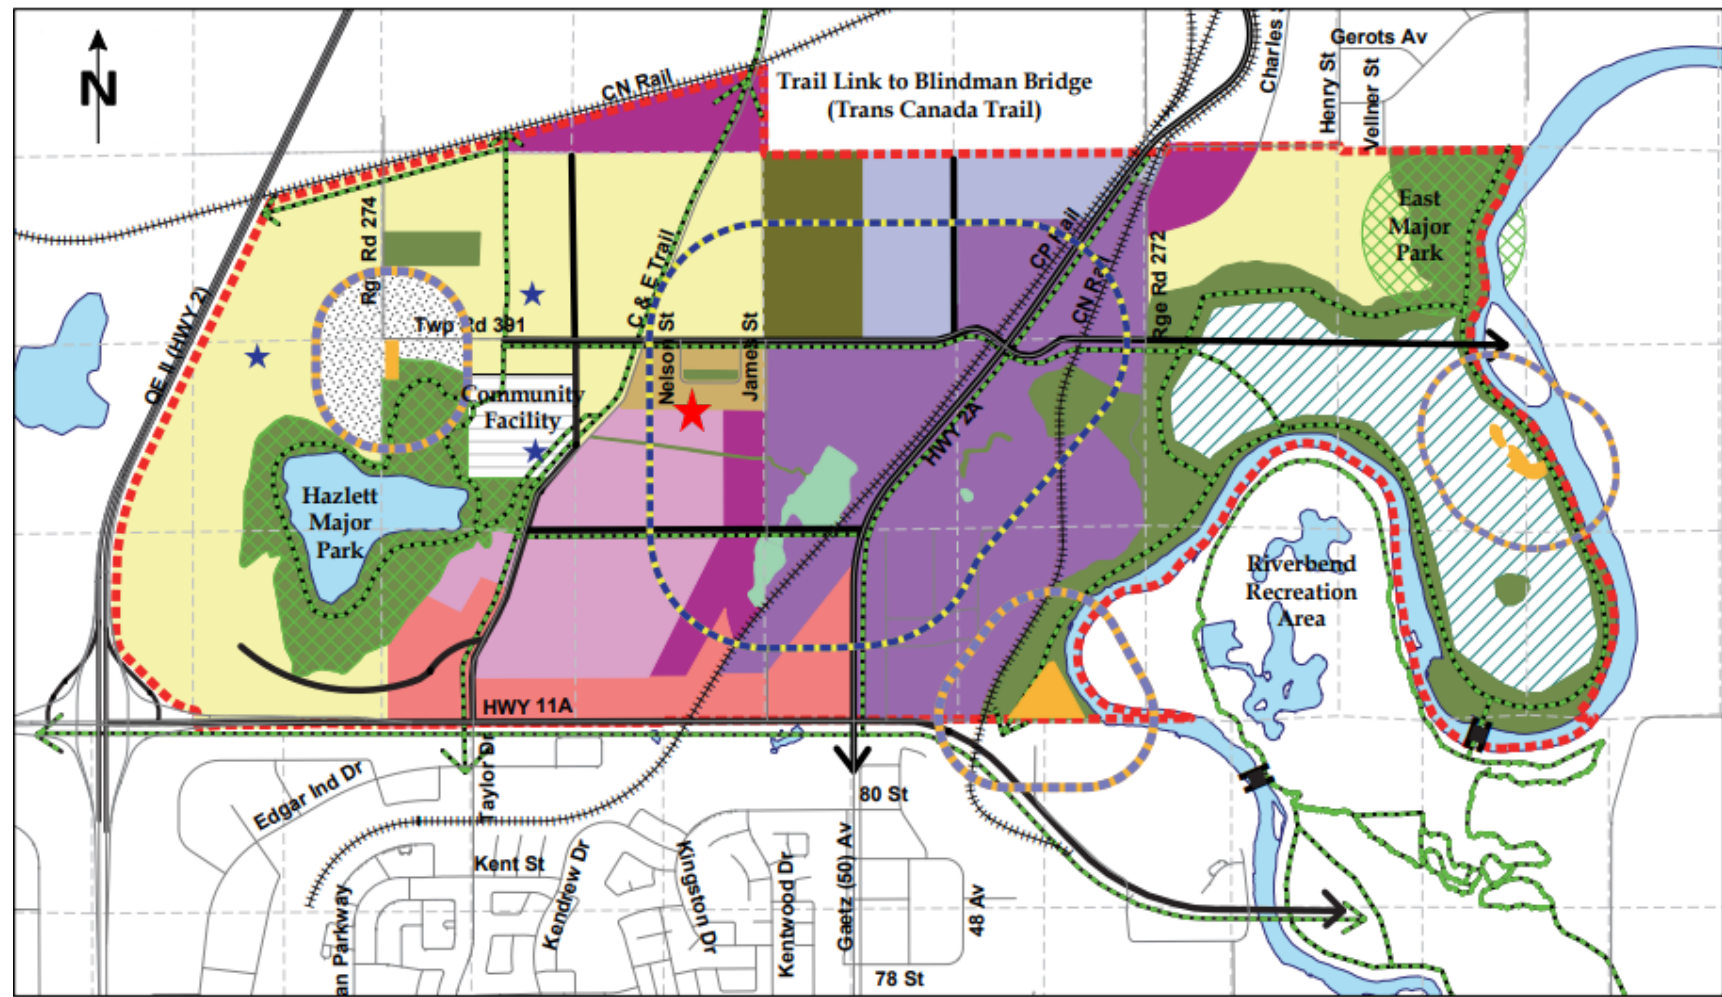 Gerots Av
Charles
Henry St
Vellner St
CN Rail
Trail Link to Blindman Bridge
(Trans Canada Trail)
N
East
Major
Park
Rd 274
C & E Trail
CP Rail
CN Rail
Rge Rd 272
QE II (HWY 2)
Twp Rd 391
Nelson St
James St
Community
Facility
HWY 2A
Hazlett
Major
Park
Riverbend
Recreation
Area
HWY 11A
Taylor Dr
Edgar Ind Dr
80 St
Kent St
Kendrew Dr
Kingston Dr
Kentwood Dr
Gaetz (50) Av
48 Av
an Parkway
78 St